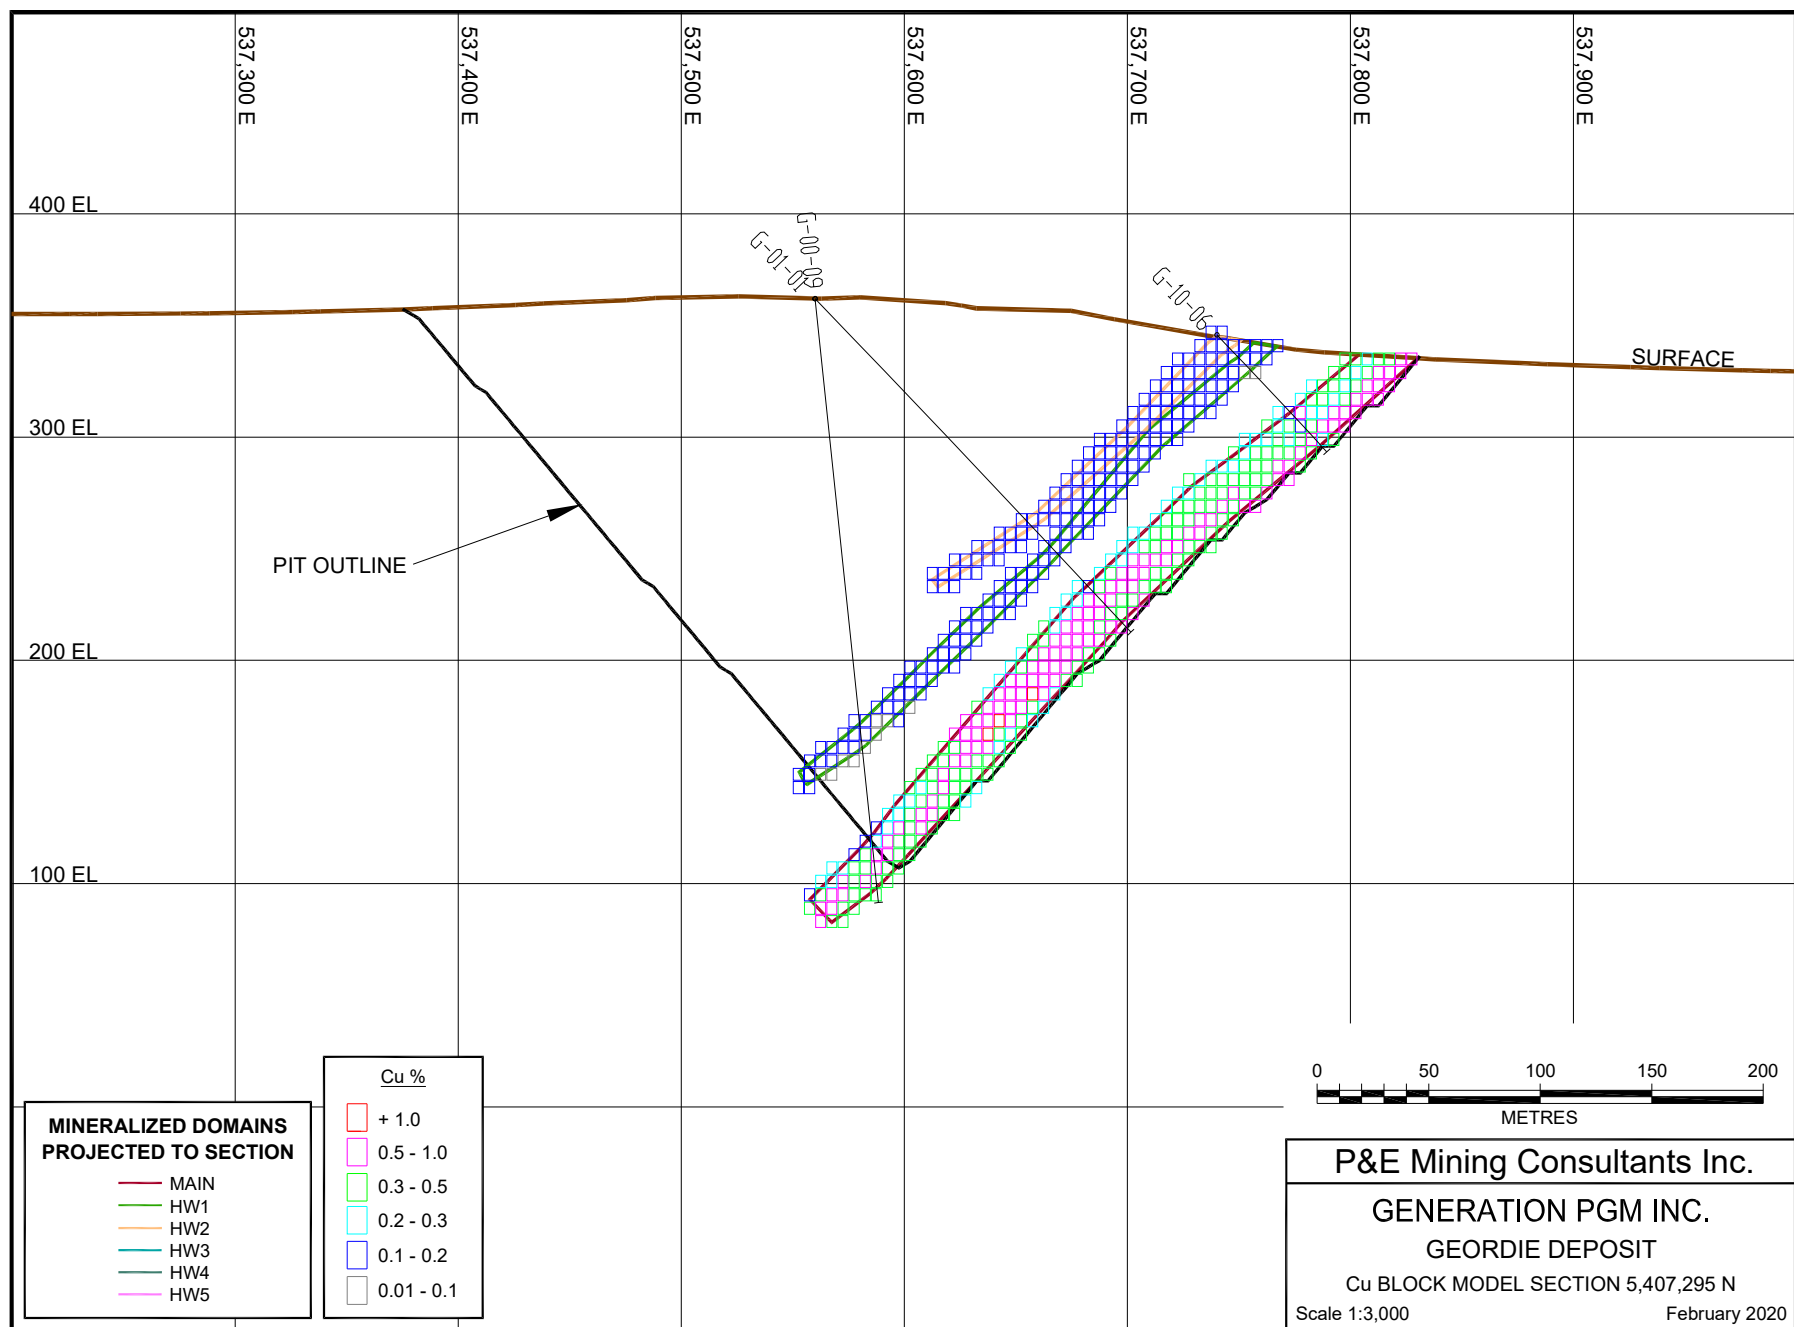 537,300 E
537,400 E
537,500 E
537,600 E
537,700 E
537,800 E
537,900 E
400 EL
G-01-01
G-00-09
G-10-06
SURFACE
300 EL
PIT OUTLINE
200 EL
100 EL
MINERALIZED DOMAINS
PROJECTED TO SECTION
MAIN
HW1
HW2
HW3
HW4
HW5
Cu %
+ 1.0
0.5 - 1.0
0.3 - 0.5
0.2 - 0.3
0.1 - 0.2
0.01 - 0.1
0 50 100 150 200
METRES
P&E Mining Consultants Inc.
GENERATION PGM INC.
GEORDIE DEPOSIT
Cu BLOCK MODEL SECTION 5,407,295 N
Scale 1:3,000 February 2020